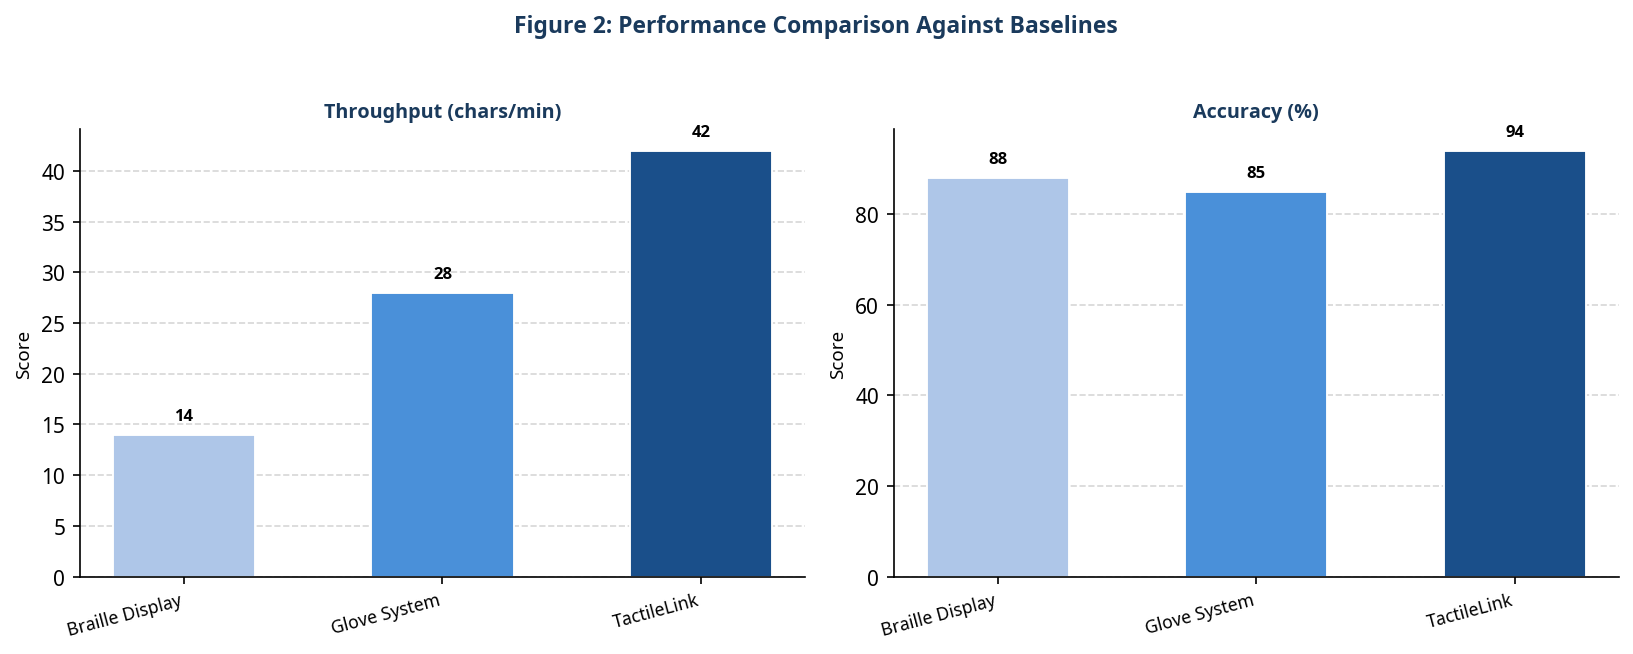 Figure 2: Performance Comparison Against Baselines
Throughput (chars/min)
Score
40
35
30
25
20
15
10
5
0
14
28
42
Braille Display
Glove System
TactileLink
Accuracy (%)
Score
80
60
40
20
0
88
85
94
Braille Display
Glove System
TactileLink